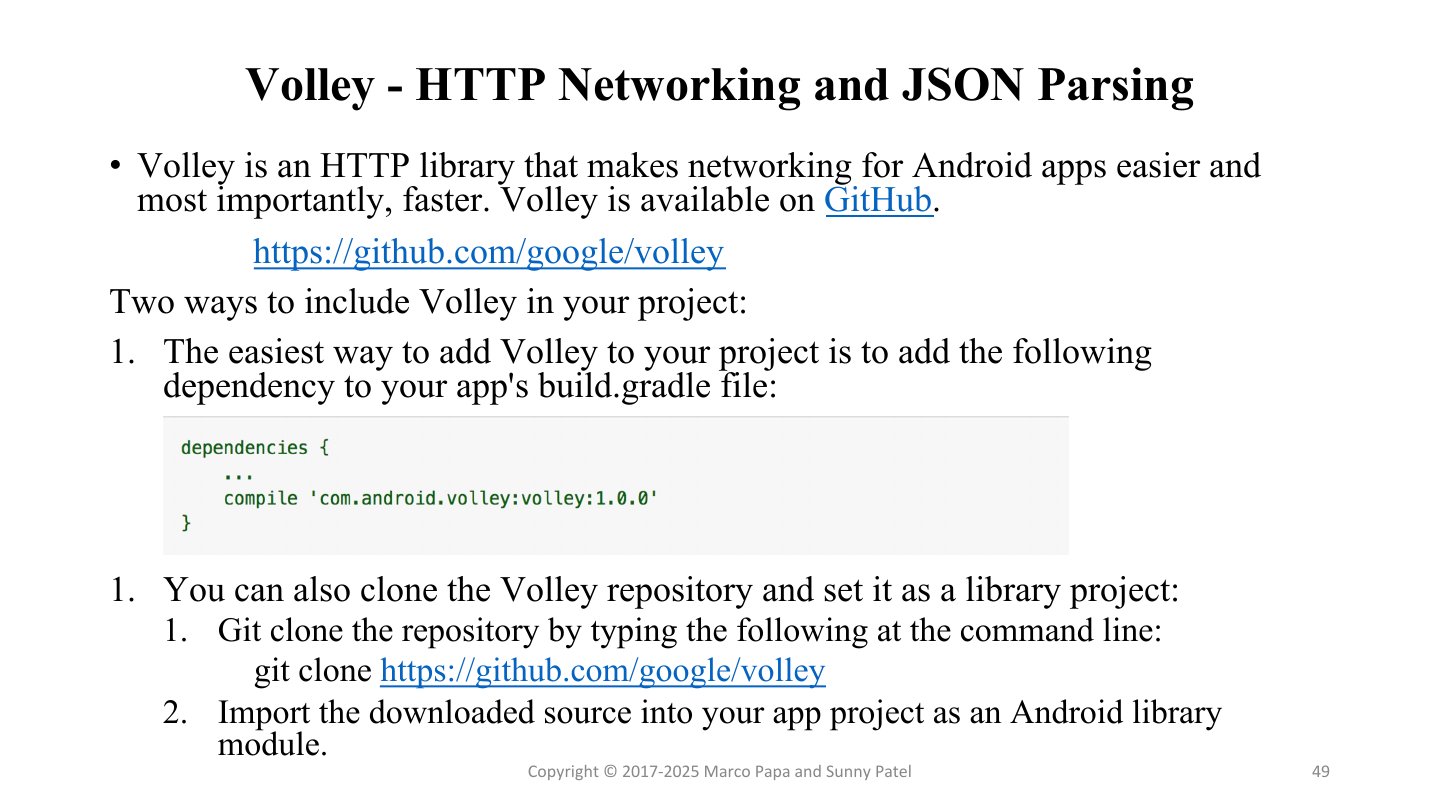 Volley - HTTP Networking and JSON Parsing
• Volley is an HTTP library that makes networking for Android apps easier and
most importantly, faster. Volley is available on GitHub.
https://github.com/google/volley
Two ways to include Volley in your project:
1. The easiest way to add Volley to your project is to add the following
dependency to your app's build.gradle file:
dependencies {
...
compile 'com.android.volley:volley:1.0.0'
}
1. You can also clone the Volley repository and set it as a library project:
1. Git clone the repository by typing the following at the command line:
git clone https://github.com/google/volley
2. Import the downloaded source into your app project as an Android library
module.
Copyright © 2017-2025 Marco Papa and Sunny Patel
49